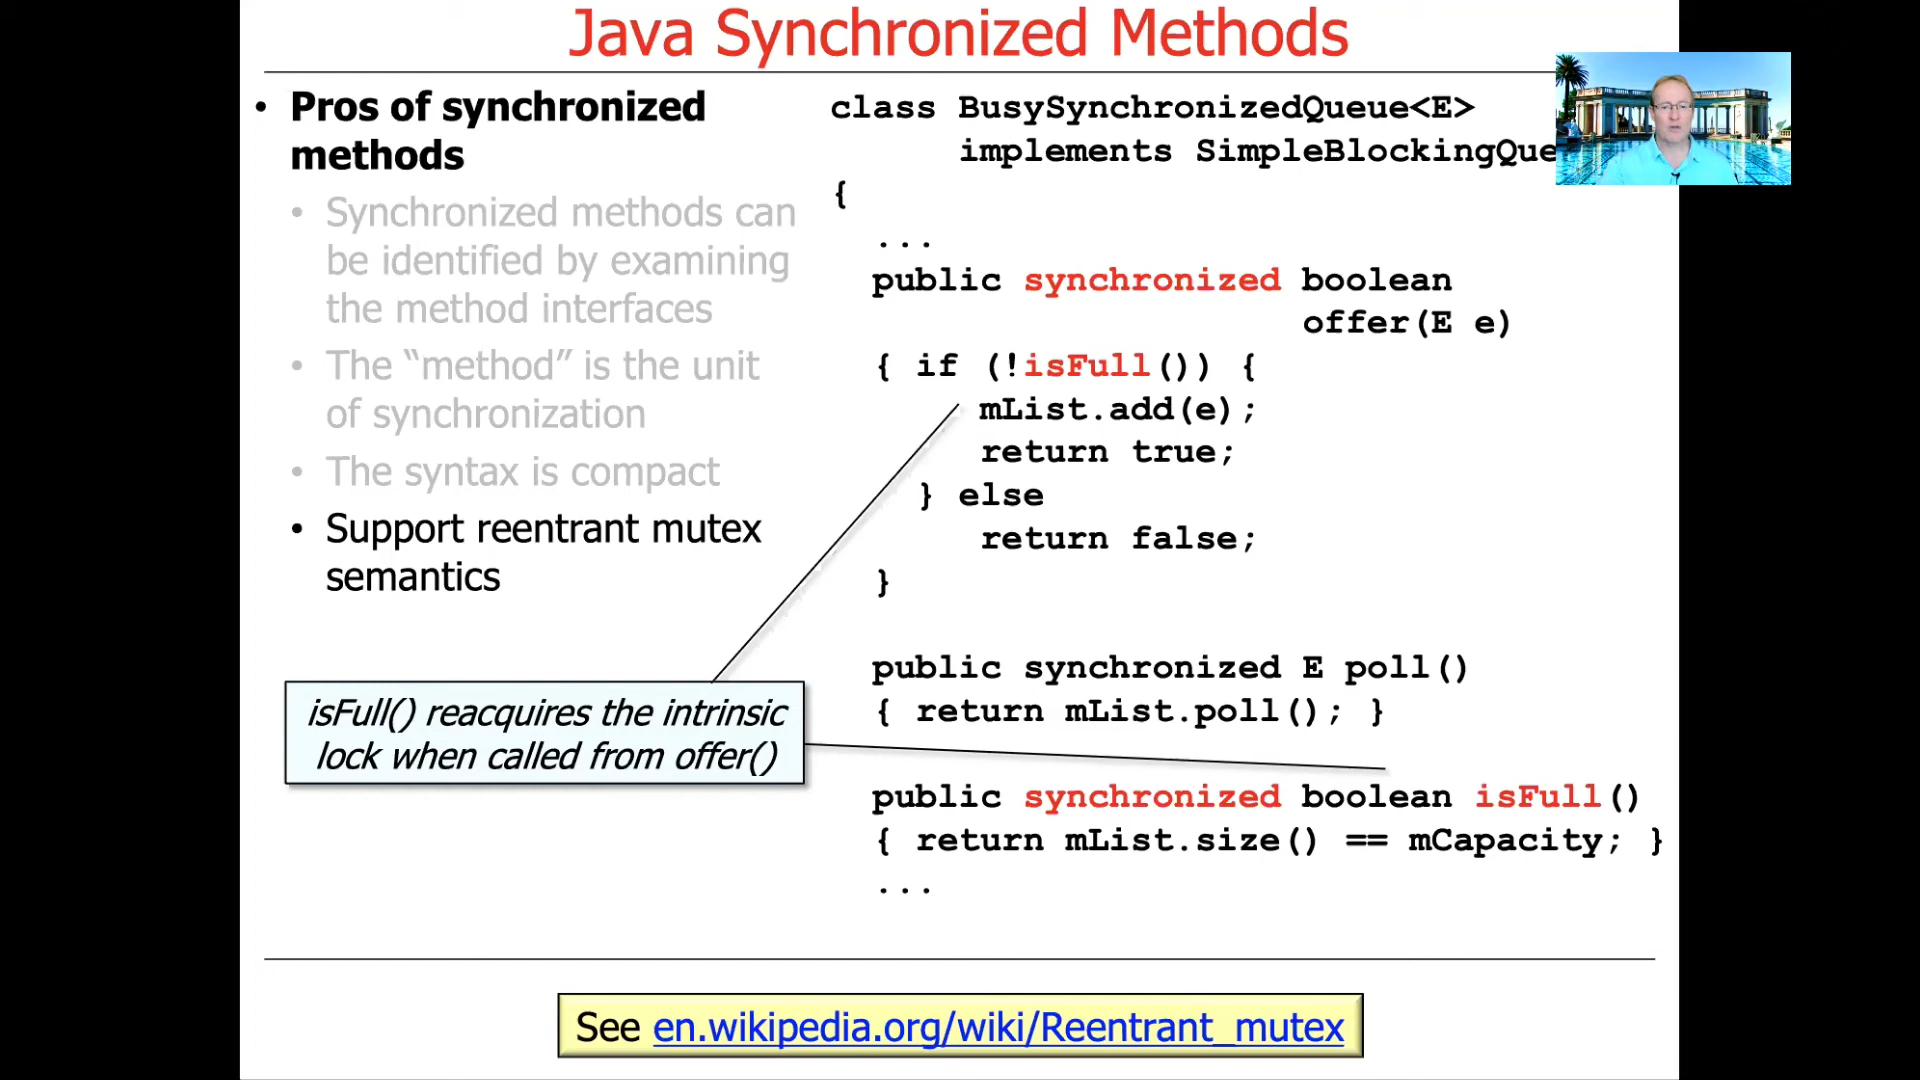 Java Synchronized Methods
• Pros of synchronized
methods
• Synchronized methods can
be identified by examining
the method interfaces
• The “method” is the unit
of synchronization
• The syntax is compact
• Support reentrant mutex
semantics
isFull() reacquires the intrinsic
lock when called from offer()
class BusySynchronizedQueue<E>
implements
{
...
public synchronized boolean
offer(E e)
{ if (!isFull()) {
mList.add(e);
return true;
} else
return false;
}
public synchronized E poll()
{ return mList.poll(); }
public synchronized boolean isFull()
{ return mList.size() == mCapacity; }
...
See en.wikipedia.org/wiki/Reentrant_mutex